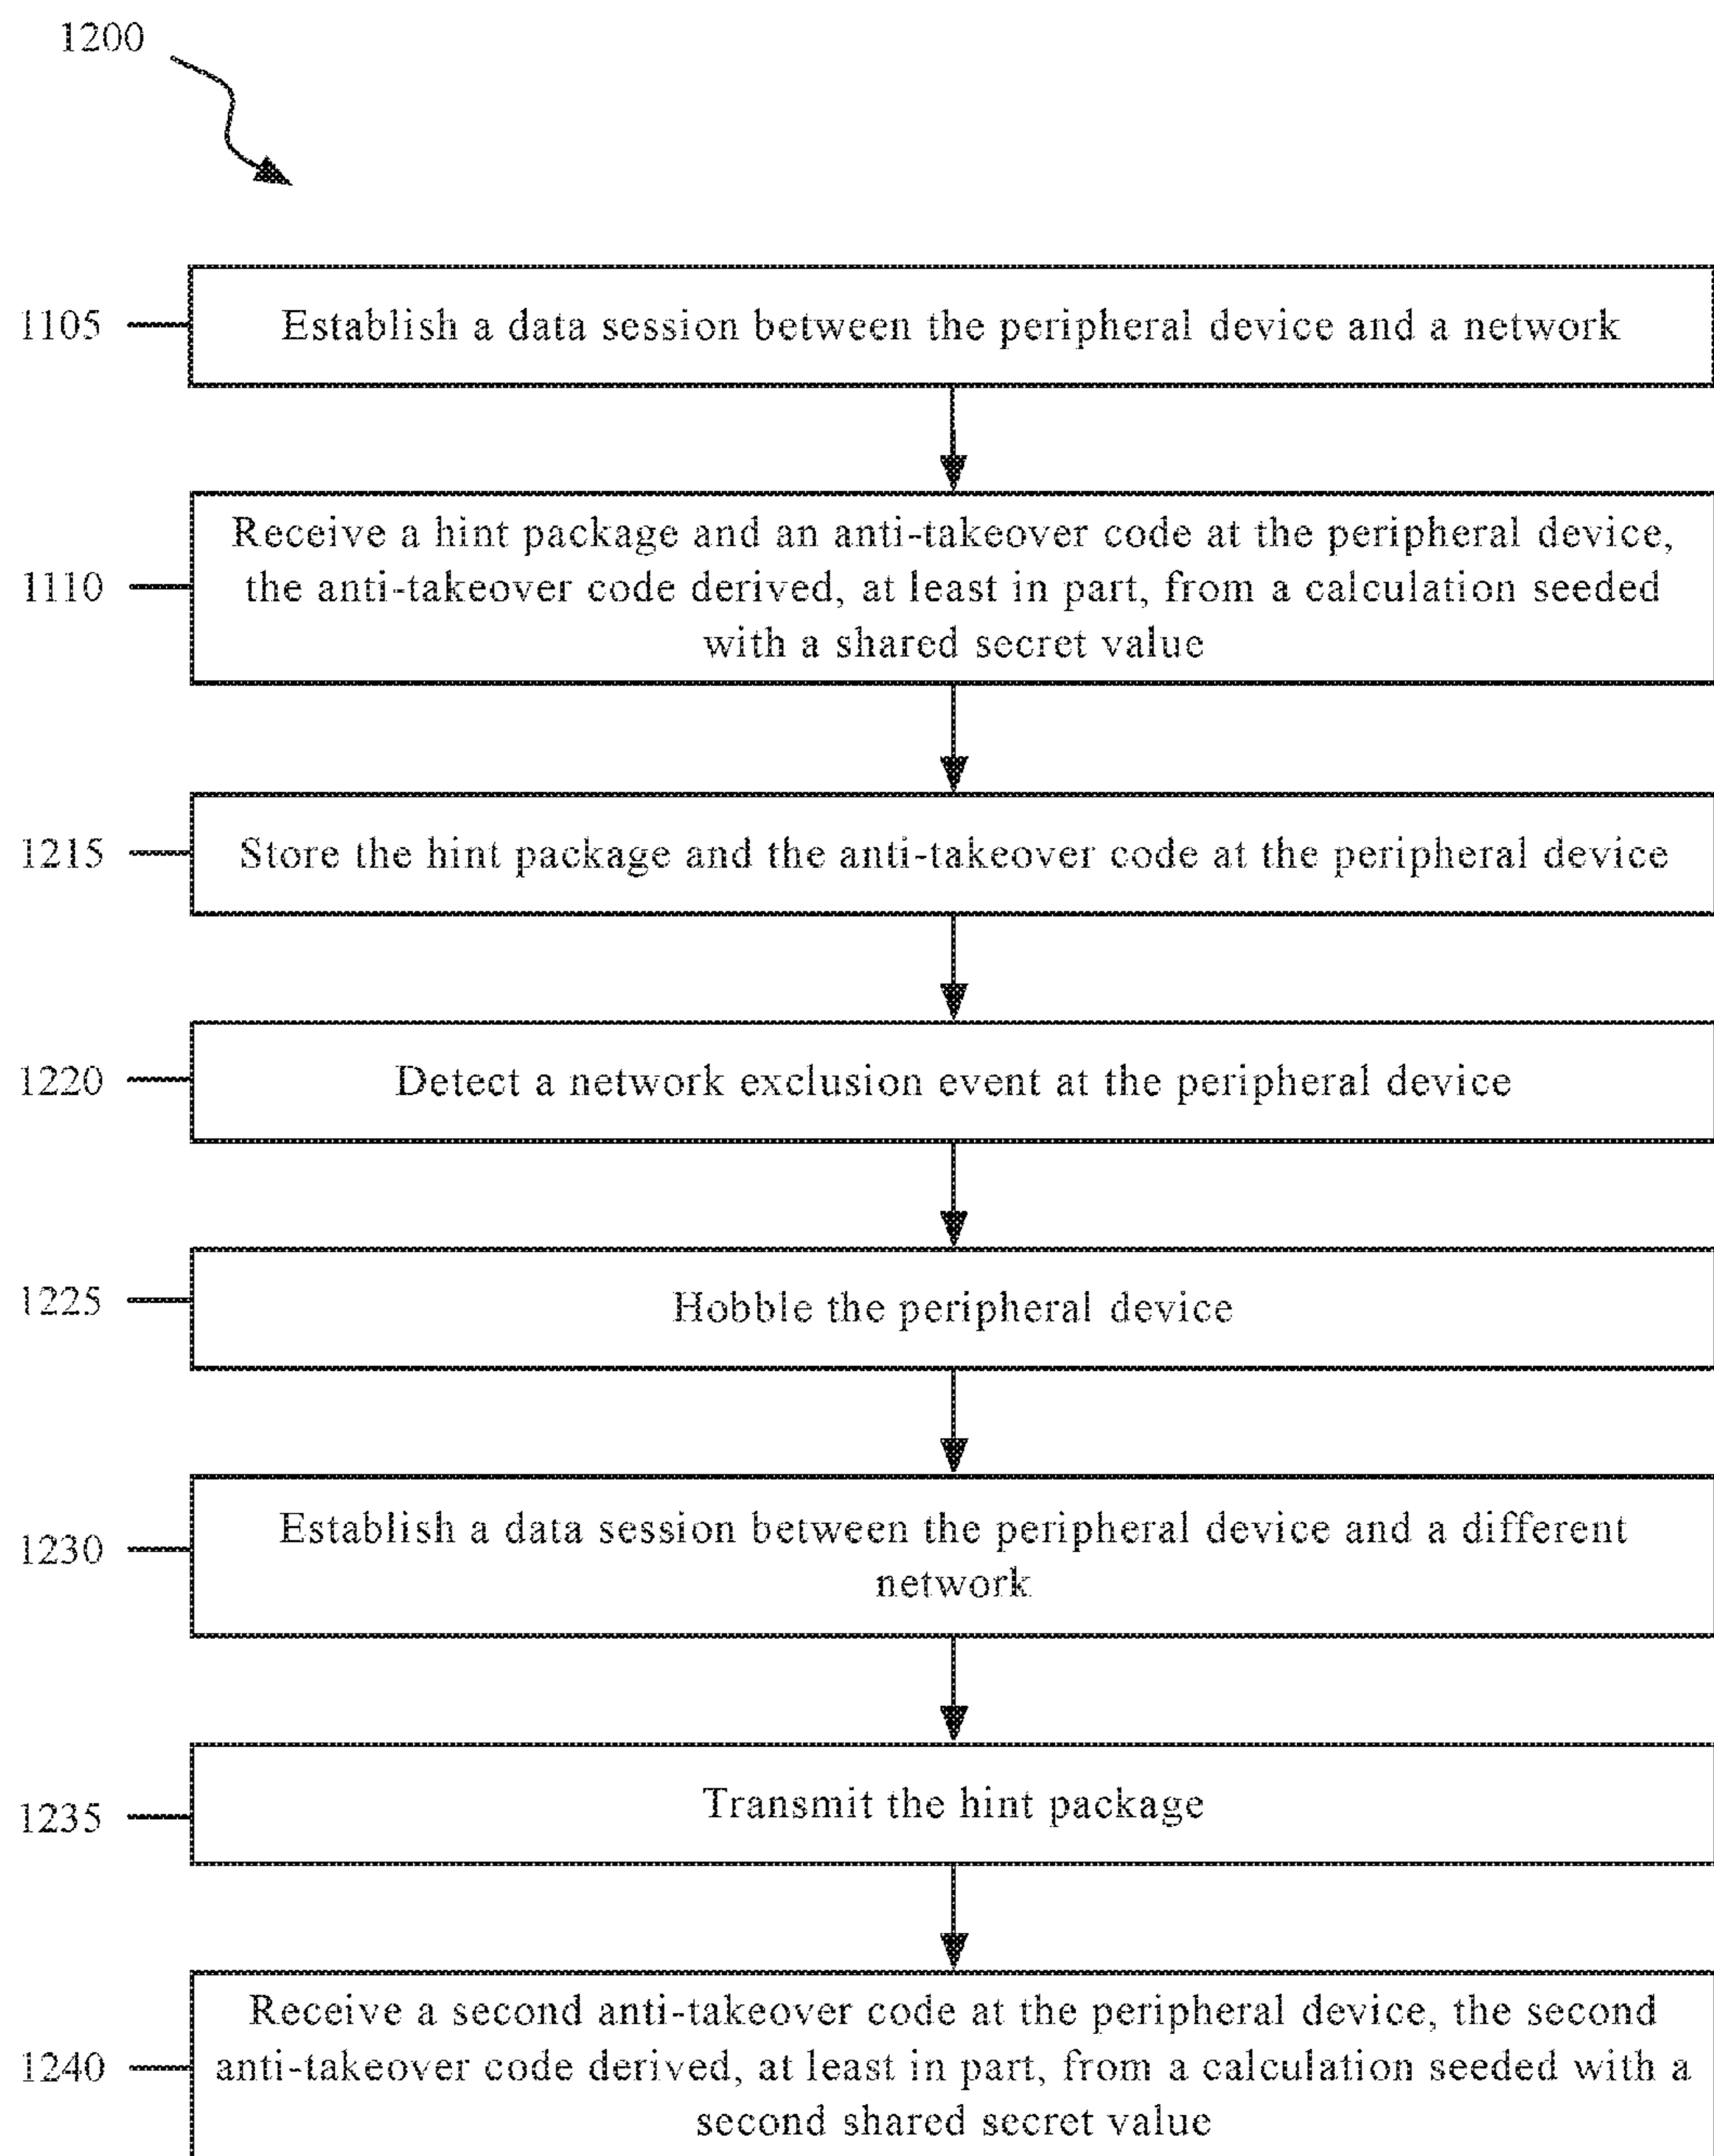 1200
1105
Establish a data session between the peripheral device and a network
1110
Receive a hint package and an anti-takeover code at the peripheral device,
the anti-takeover code derived, at least in part, from a calculation seeded
with a shared secret value
1215
Store the hint package and the anti-takeover code at the peripheral device
1220
Detect a network exclusion event at the peripheral device
1225
Hobble the peripheral device
1230
Establish a data session between the peripheral device and a different
network
1235
Transmit the hint package
1240
Receive a second anti-takeover code at the peripheral device, the second
anti-takeover code derived, at least in part, from a calculation seeded with a
second shared secret value